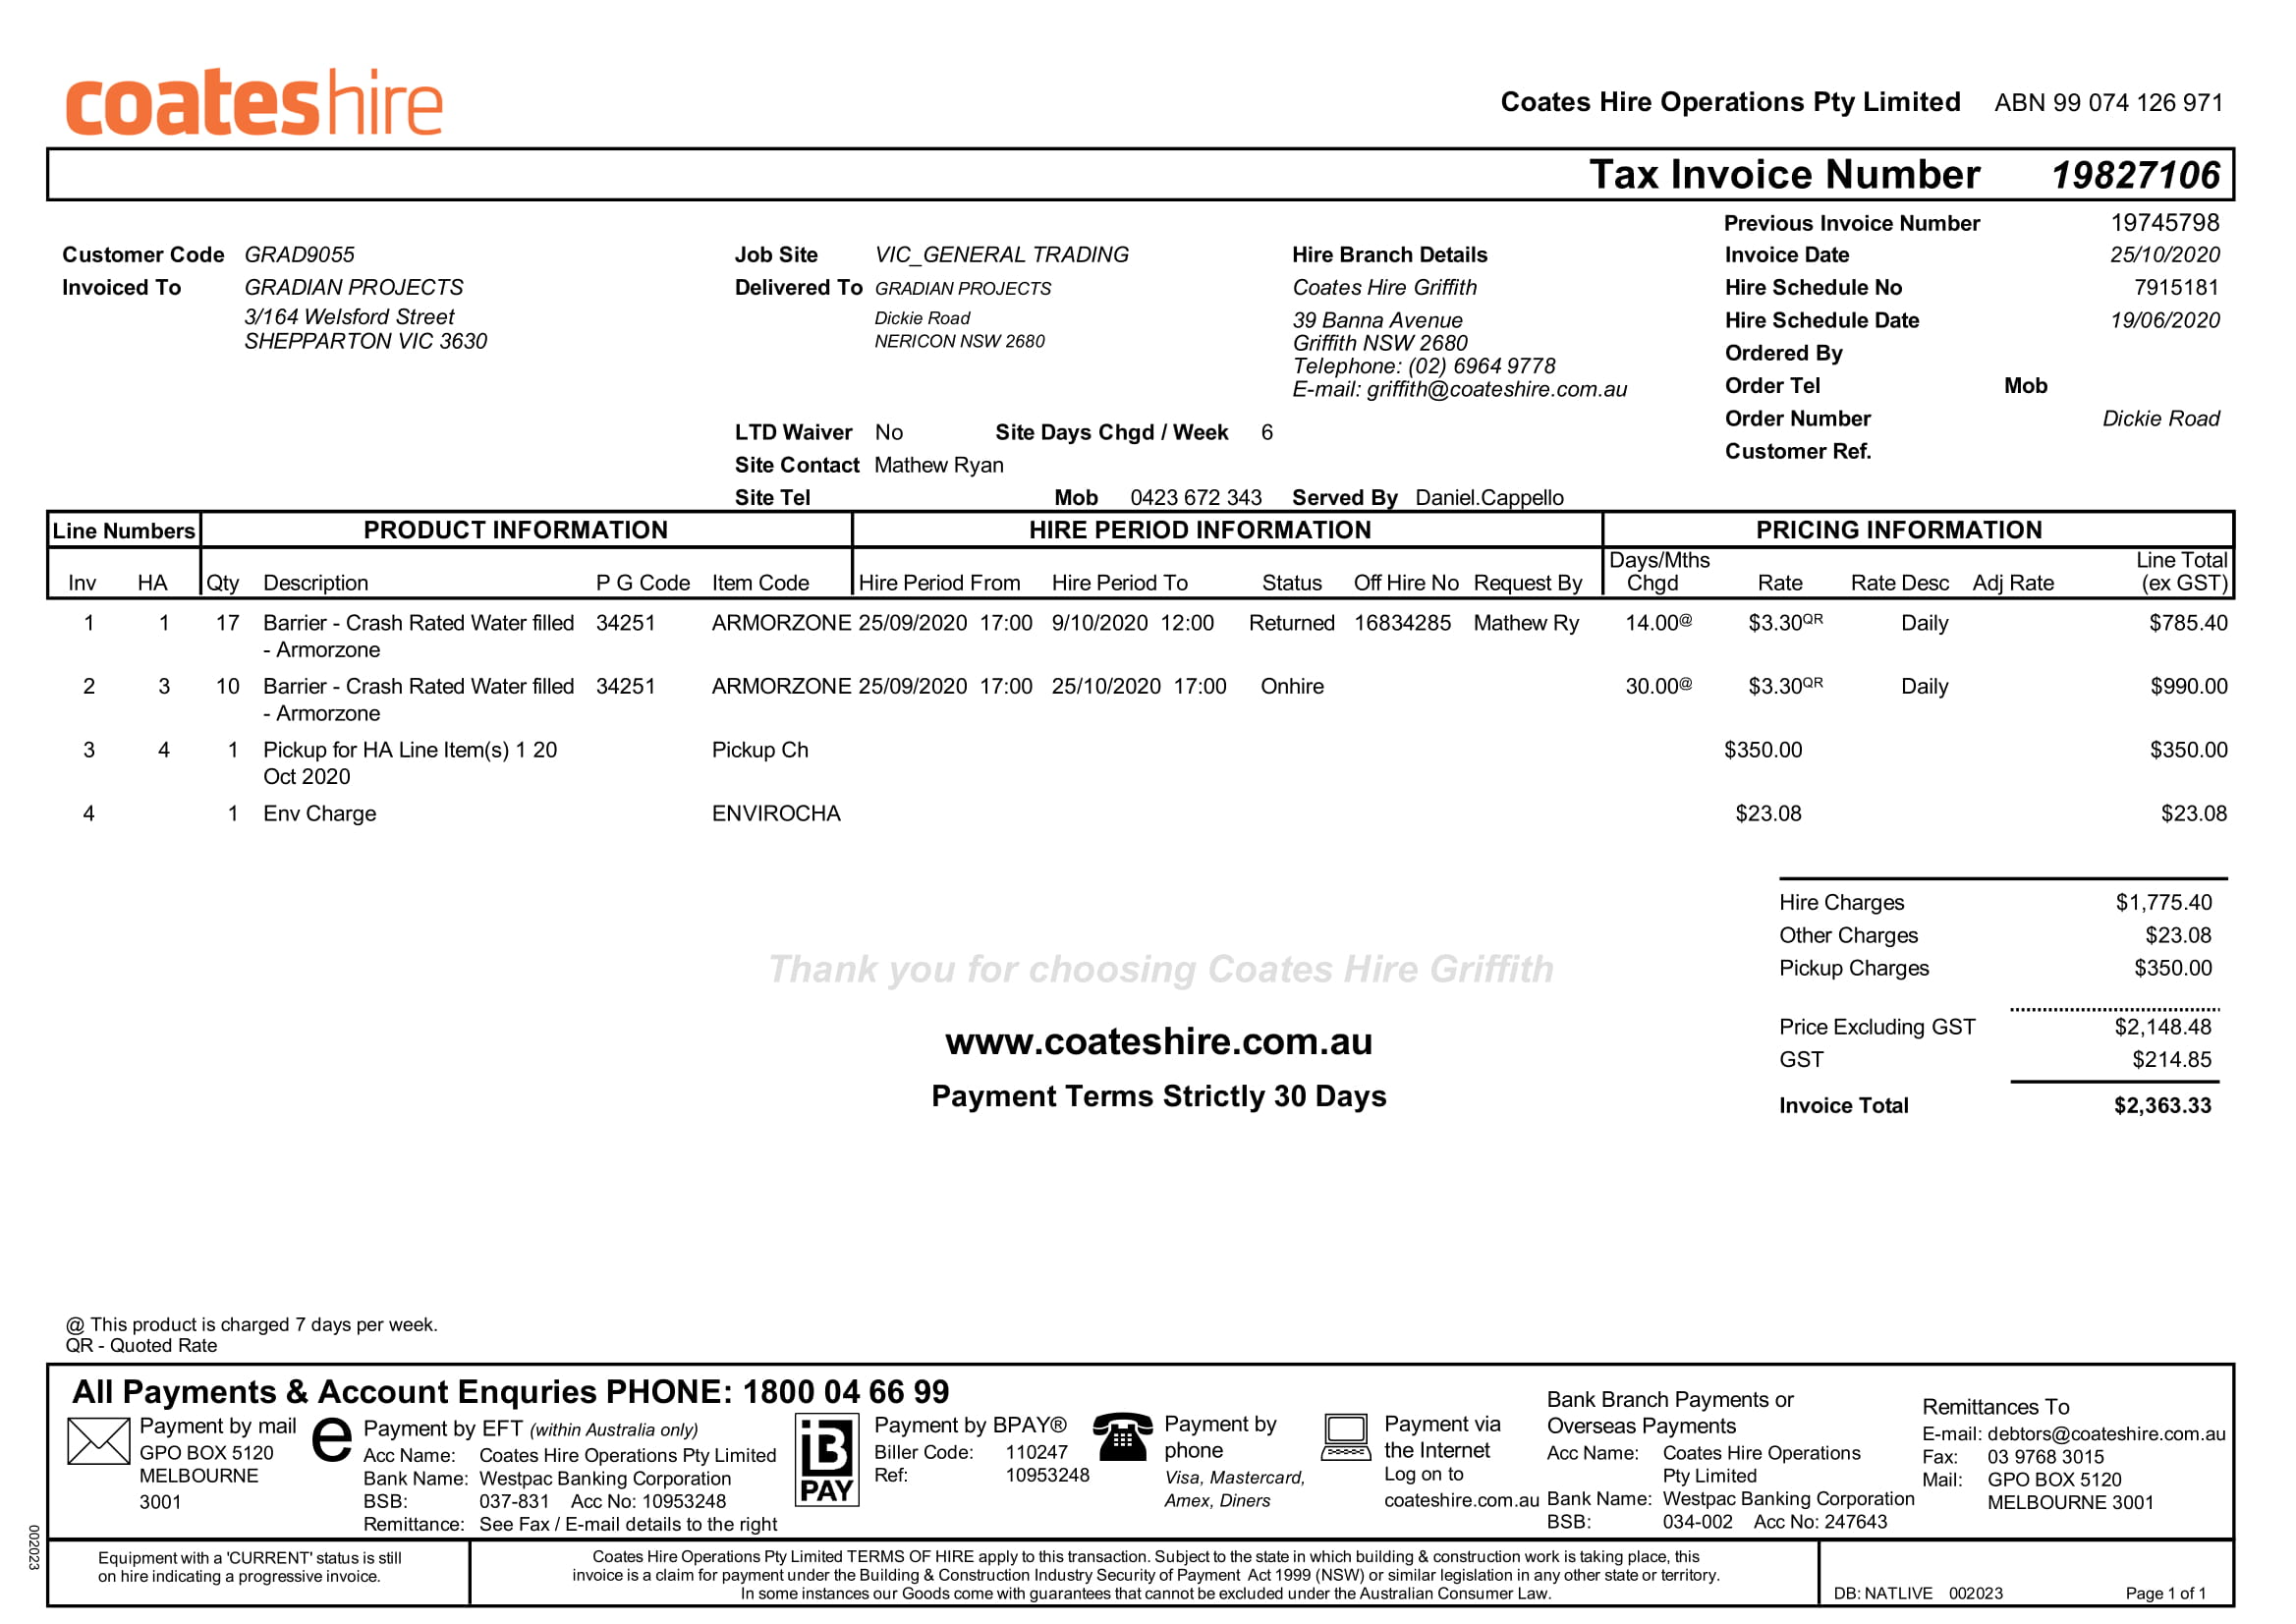 coateshire
Coates Hire Operations Pty Limited ABN 99 074 126 971
Tax Invoice Number 19827106
Previous Invoice Number 19745798
Customer Code GRAD9055 Job Site VIC_GENERAL TRADING Hire Branch Details Invoice Date 25/10/2020
Invoiced To GRADIAN PROJECTS Delivered To GRADIAN PROJECTS Coates Hire Griffith Hire Schedule No 7915181
3/164 Welsford Street Dickie Road 39 Banna Avenue Hire Schedule Date 19/06/2020
SHEPPARTON VIC 3630 NERICON NSW 2680 Griffith NSW 2680
Ordered By
Telephone: (02) 6964 9778
E-mail: griffith@coateshire.com.au Order Tel Mob
Order Number Dickie Road
LTD Waiver No Site Days Chgd / Week 6
Customer Ref.
Site Contact Mathew Ryan
Site Tel Mob 0423 672 343 Served By Daniel.Cappello
Line Numbers PRODUCT INFORMATION HIRE PERIOD INFORMATION PRICING INFORMATION
Days/Mths Line Total
Inv HA Qty Description P G Code Item Code Hire Period From Hire Period To Status Off Hire No Request By Chgd Rate Rate Desc Adj Rate (ex GST)
1 1 17 Barrier - Crash Rated Water filled 34251 ARMORZONE 25/09/2020 17:00 9/10/2020 12:00 Returned 16834285 Mathew Ry 14.00@ $3.30QR Daily $785.40
- Armorzone
2 3 10 Barrier - Crash Rated Water filled 34251 ARMORZONE 25/09/2020 17:00 25/10/2020 17:00 Onhire 30.00@ $3.30QR Daily $990.00
- Armorzone
3 4 1 Pickup for HA Line Item(s) 1 20 Pickup Ch $350.00 $350.00
Oct 2020
4 1 Env Charge ENVIROCHA $23.08 $23.08
Hire Charges $1,775.40
Other Charges $23.08
Thank you for choosing Coates Hire Griffith
Pickup Charges $350.00
www.coateshire.com.au
Price Excluding GST $2,148.48
GST $214.85
Payment Terms Strictly 30 Days
Invoice Total $2,363.33
@ This product is charged 7 days per week.
QR - Quoted Rate
All Payments & Account Enquries PHONE: 1800 04 66 99
Payment by mail
GPO BOX 5120
MELBOURNE
3001
e
Payment by EFT (within Australia only)
Acc Name: Coates Hire Operations Pty Limited
Bank Name: Westpac Banking Corporation
BSB: 037-831 Acc No: 10953248
Remittance: See Fax / E-mail details to the right
B
PAY
Payment by BPAY®
Biller Code: 110247
Ref: 10953248
Payment by
phone
Visa, Mastercard,
Amex, Diners
Payment via
the Internet
Log on to
coateshire.com.au
Bank Branch Payments or
Overseas Payments
Acc Name: Coates Hire Operations
Pty Limited
Bank Name: Westpac Banking Corporation
BSB: 034-002 Acc No: 247643
Remittances To
E-mail: debtors@coateshire.com.au
Fax: 03 9768 3015
Mail: GPO BOX 5120
MELBOURNE 3001
002023
Equipment with a 'CURRENT' status is still
on hire indicating a progressive invoice.
Coates Hire Operations Pty Limited TERMS OF HIRE apply to this transaction. Subject to the state in which building & construction work is taking place, this
invoice is a claim for payment under the Building & Construction Industry Security of Payment Act 1999 (NSW) or similar legislation in any other state or territory.
In some instances our Goods come with guarantees that cannot be excluded under the Australian Consumer Law.
DB: NATLIVE 002023 Page 1 of 1